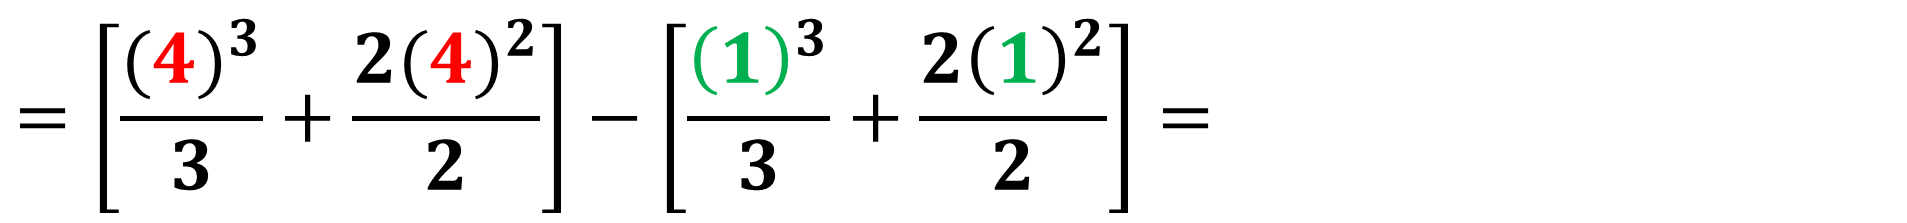 = [(4)³/3 + 2(4)²/2] − [(1)³/3 + 2(1)²/2] =